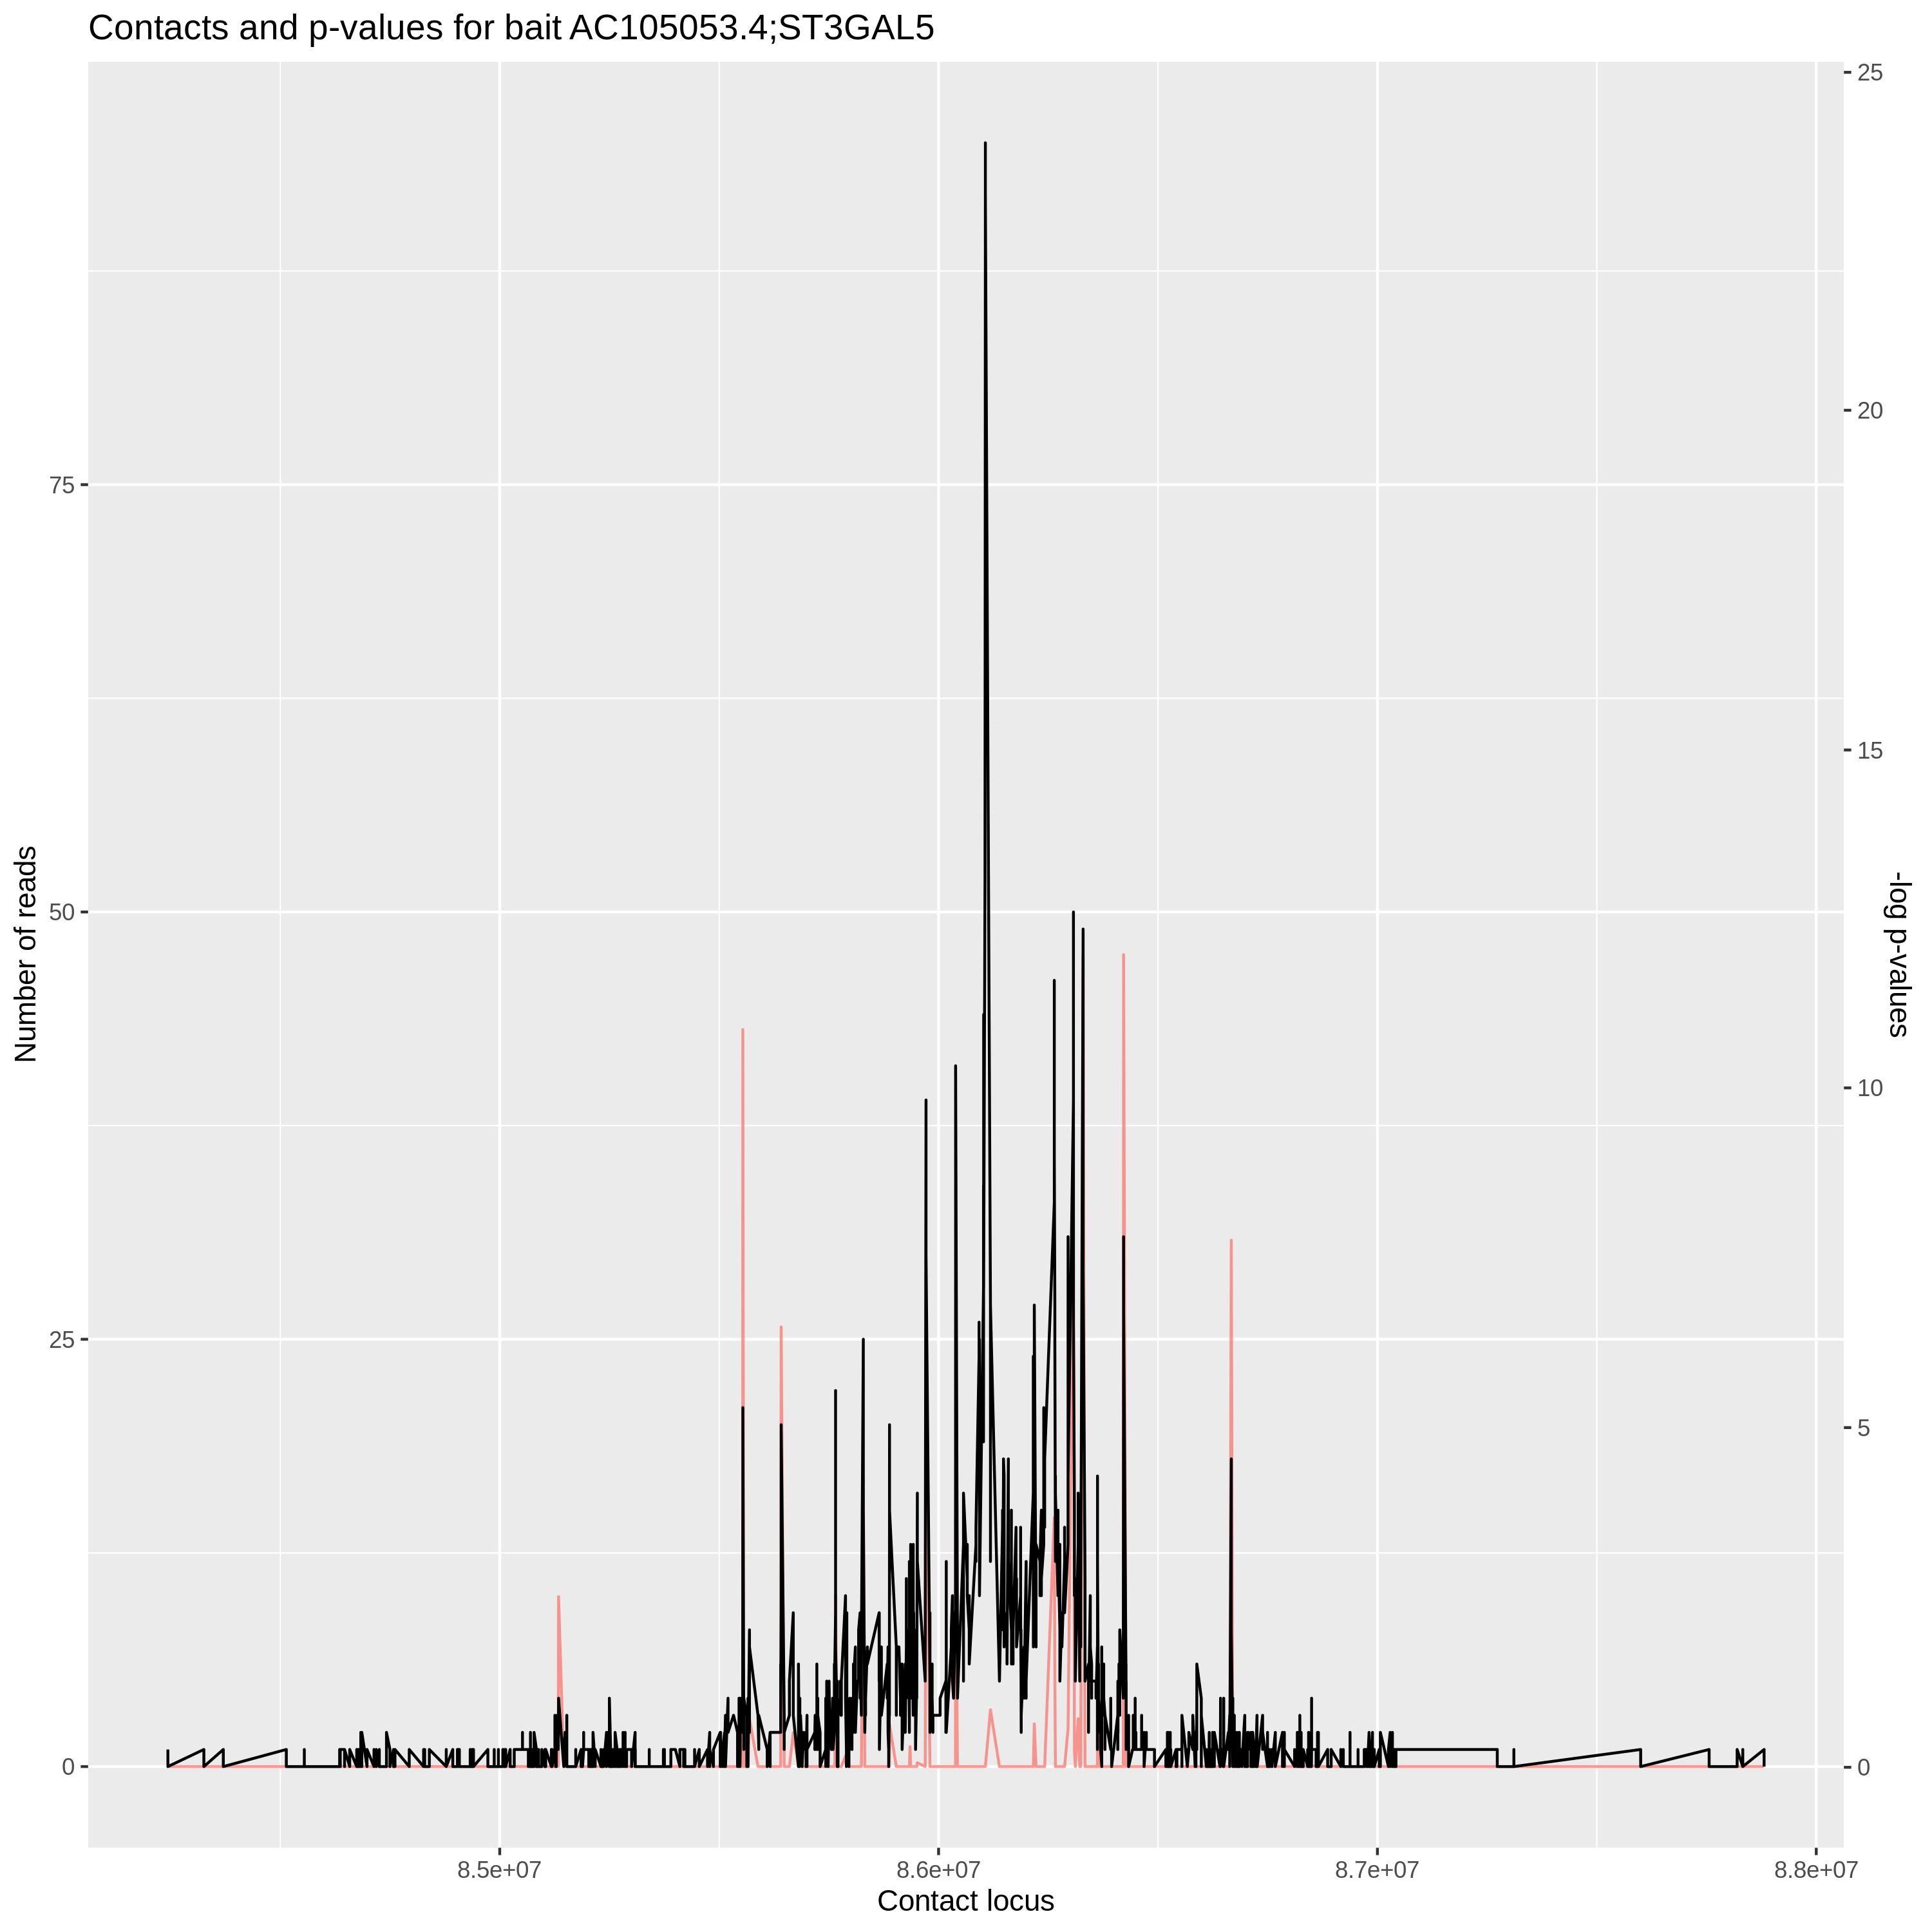 Contacts and p-values for bait AC105053.4;ST3GAL5
Number of reads
75
50
25
0
25
20
15
10
5
0
-log p-values
8.5e+07
8.6e+07
8.7e+07
8.8e+07
Contact locus